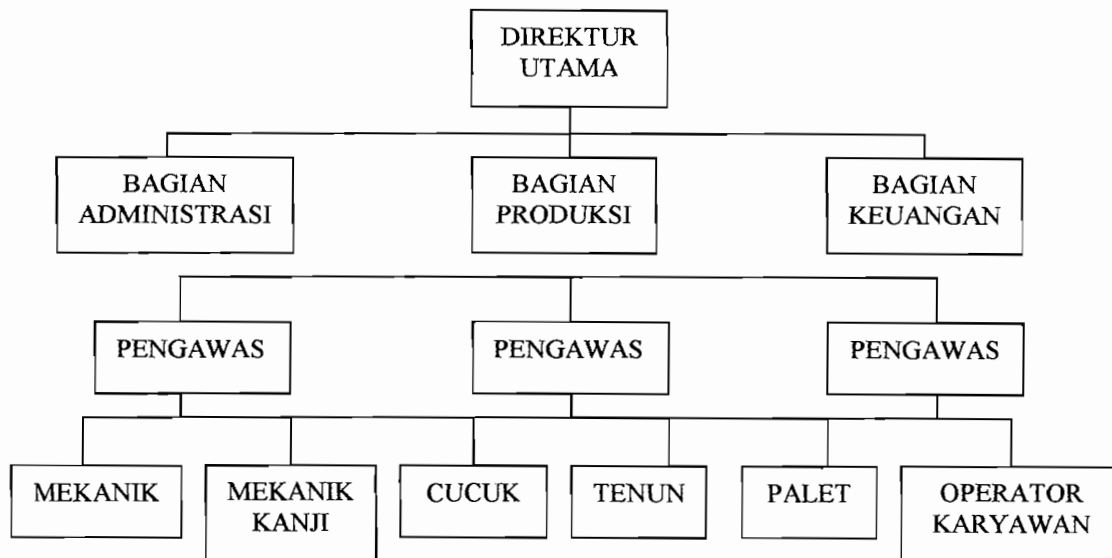 DIREKTUR
UTAMA
BAGIAN
ADMINISTRASI
BAGIAN
PRODUKSI
BAGIAN
KEUANGAN
PENGAWAS
PENGAWAS
PENGAWAS
MEKANIK
MEKANIK
KANJI
CUCUK
TENUN
PALET
OPERATOR
KARYAWAN